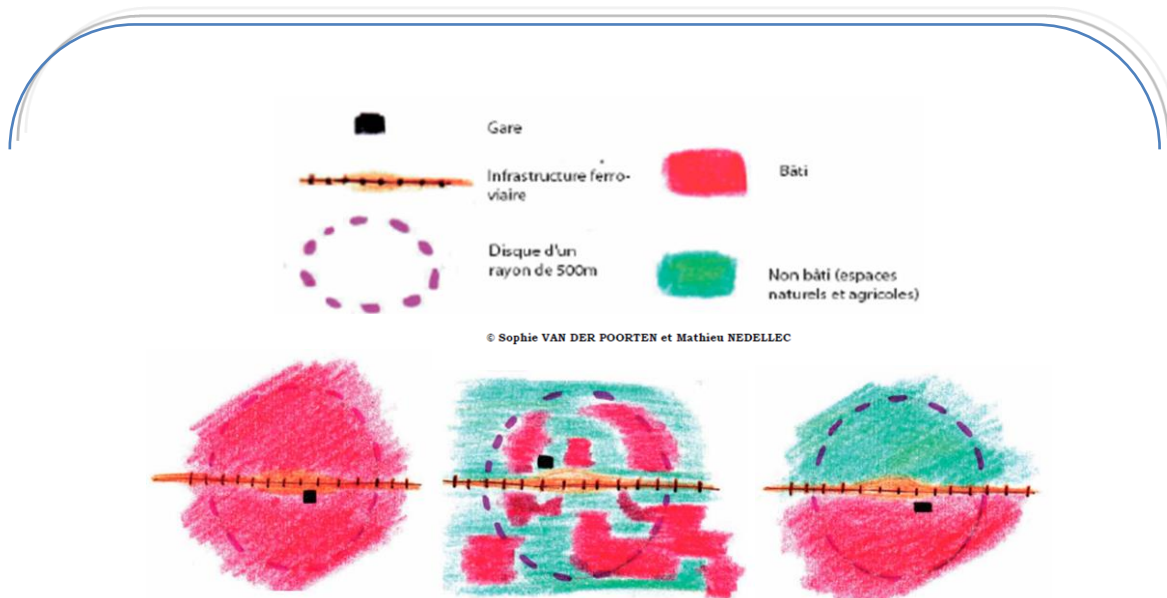 Gare
Infrastructure ferro-
viaire
Disque d'un
rayon de 500m
Bâti
Non bâti (espaces
naturels et agricoles)
© Sophie VAN DER POORTEN et Mathieu NEDELLEC